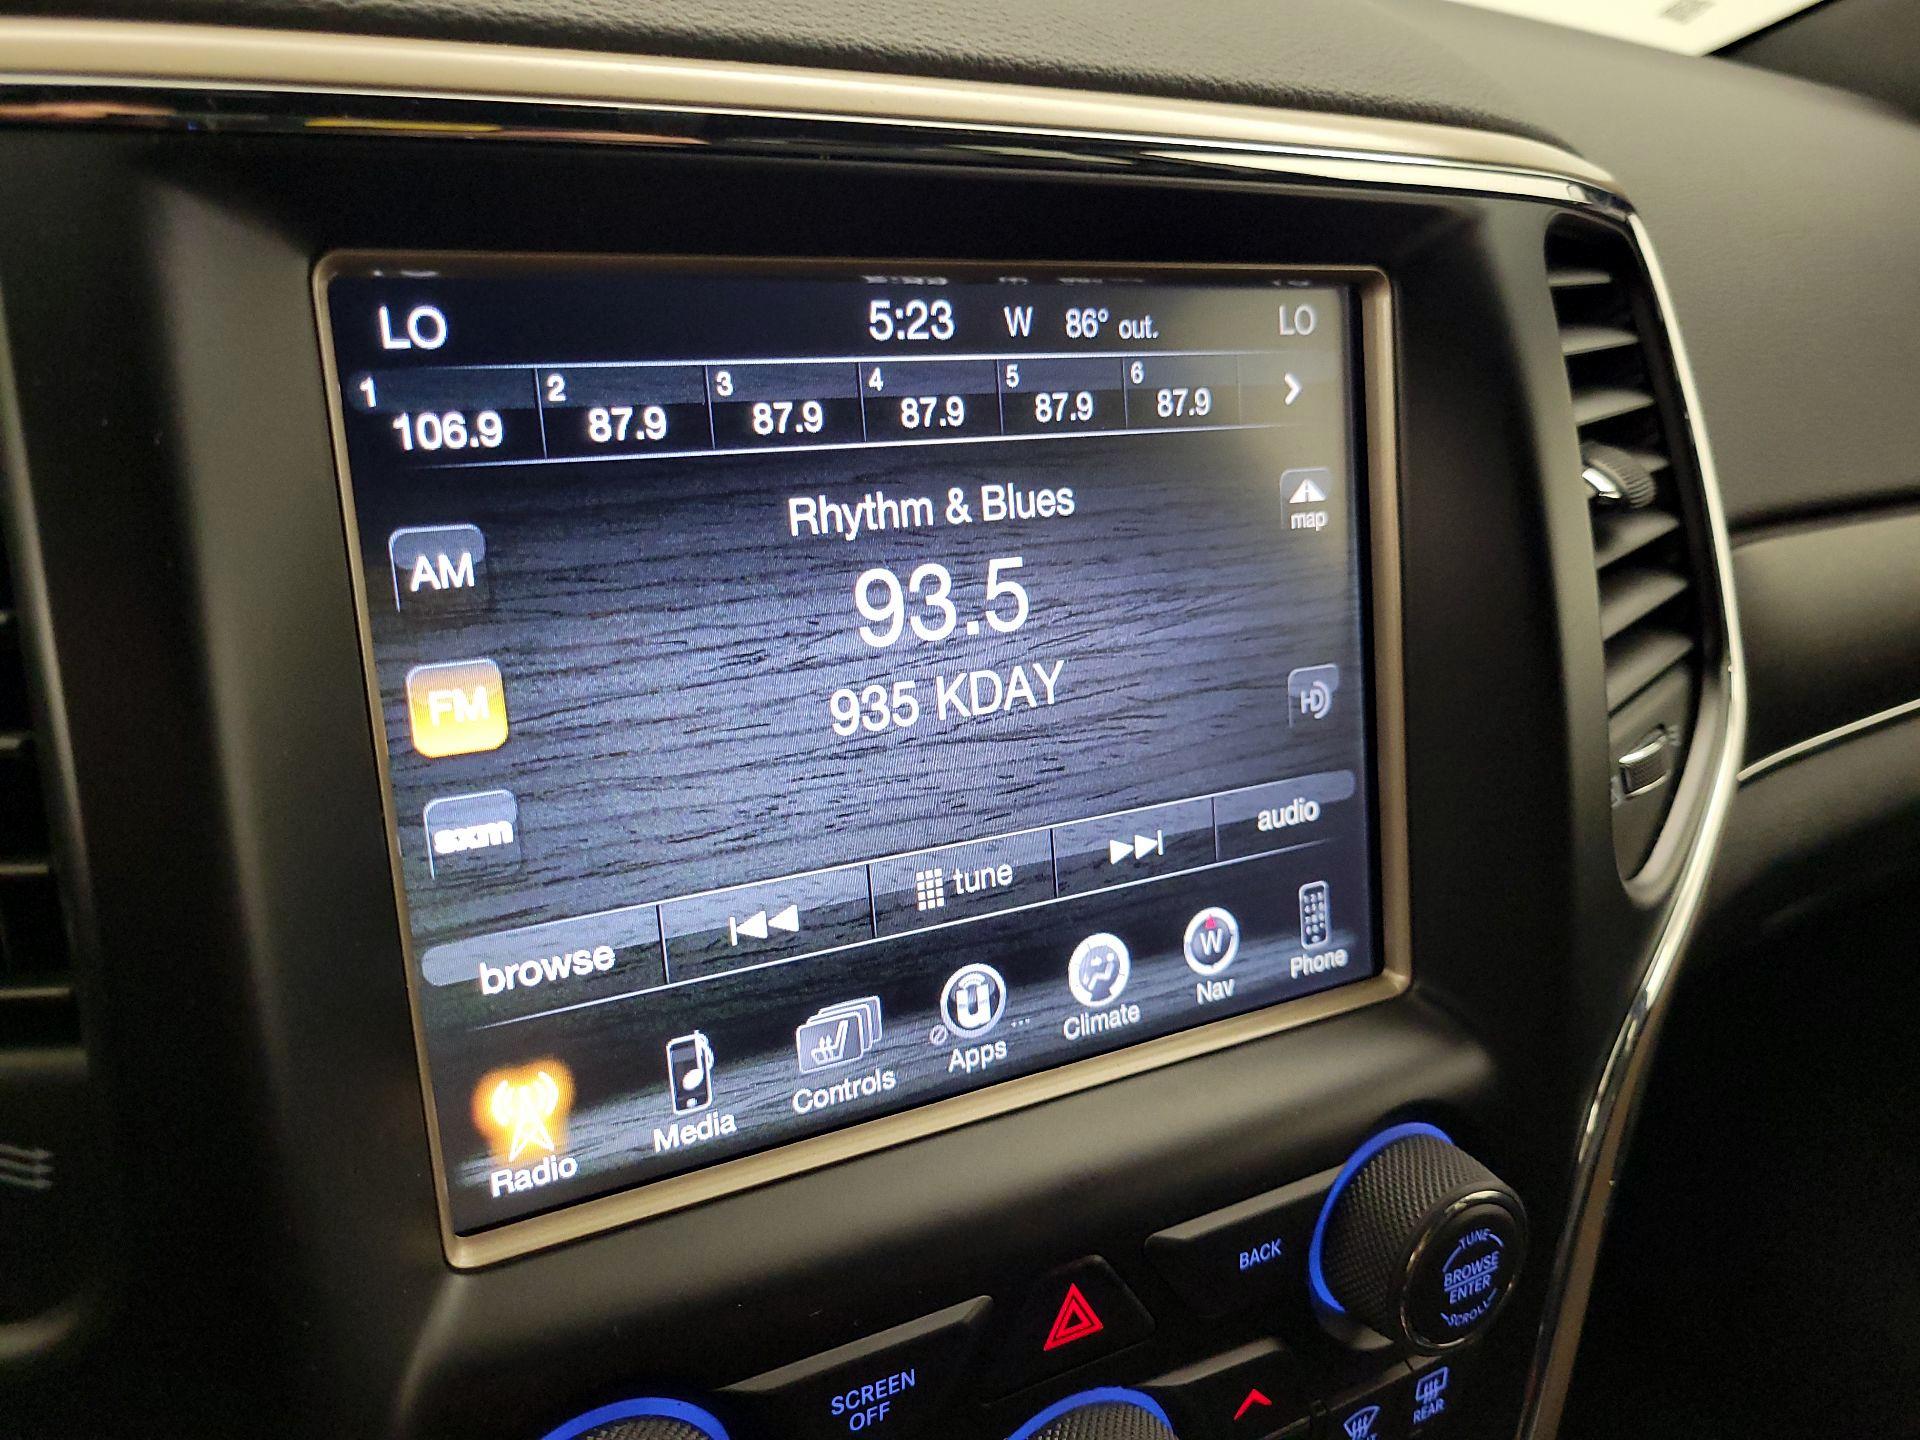 LO 5:23 W 86° out. LO
1 2 3 4 5 6
106.9 87.9 87.9 87.9 87.9 87.9
Rhythm & Blues
map
AM
93.5
FM
935 KDAY
HD
sxm
browse tune audio
Radio Media Controls Apps Climate Nav Phone
W
BACK
TUNE
BROWSE
ENTER
SCROLL
SCREEN
OFF
REAR